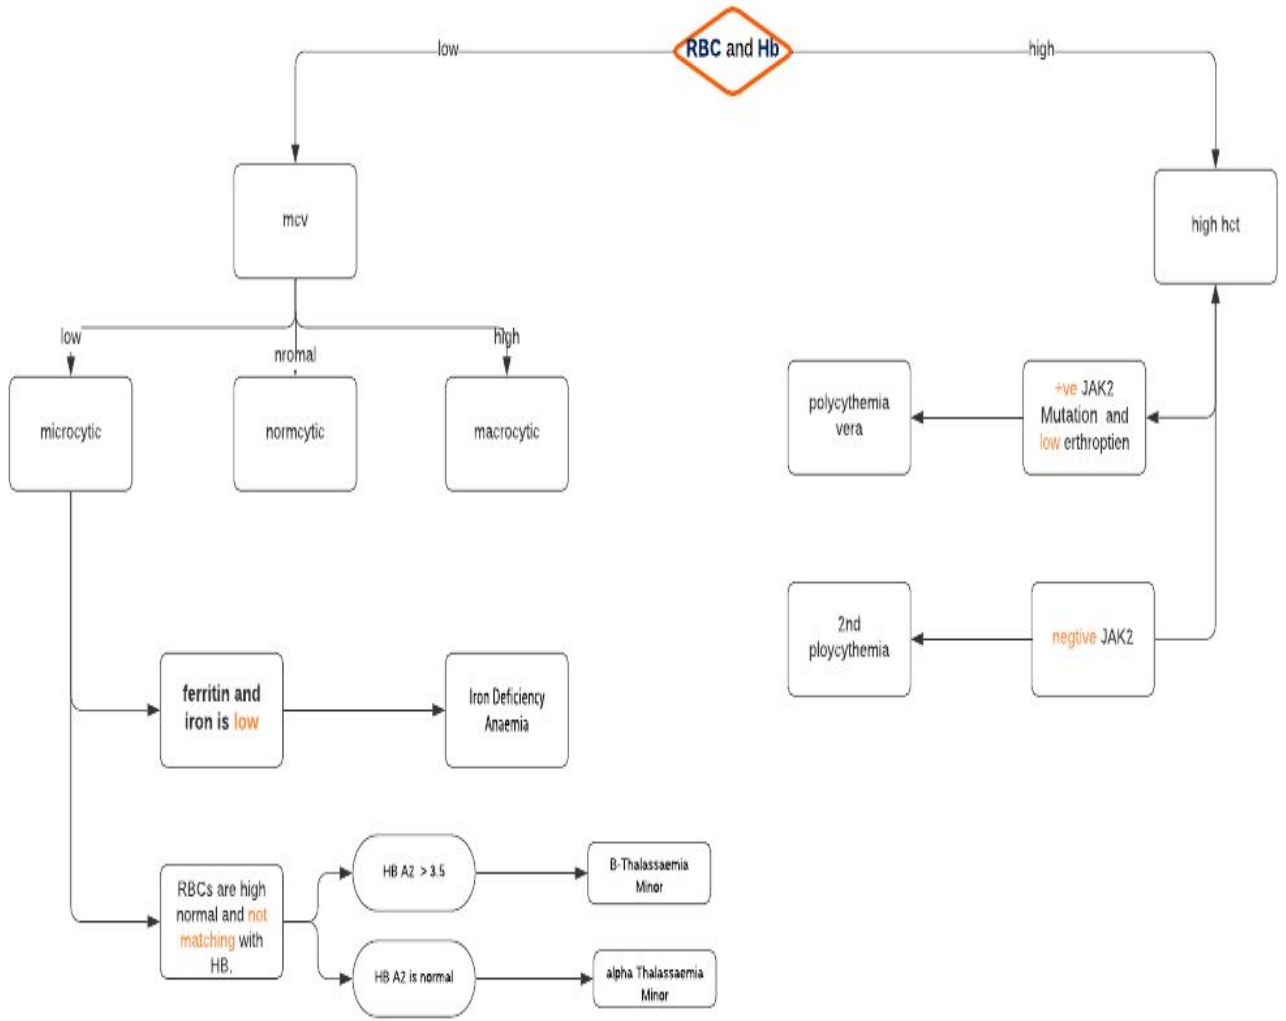 RBC and Hb
low
high
mcv
high hct
low
nromal
high
microcytic
normcytic
macrocytic
polycythemia
vera
+ve JAK2
Mutation and
low erthroptien
2nd
ploycythemia
negtive JAK2
ferritin and
iron is low
Iron Deficiency
Anaemia
RBCs are high
normal and not
matching with
HB.
HB A2 > 3.5
B-Thalassaemia
Minor
HB A2 is normal
alpha Thalassaemia
Minor